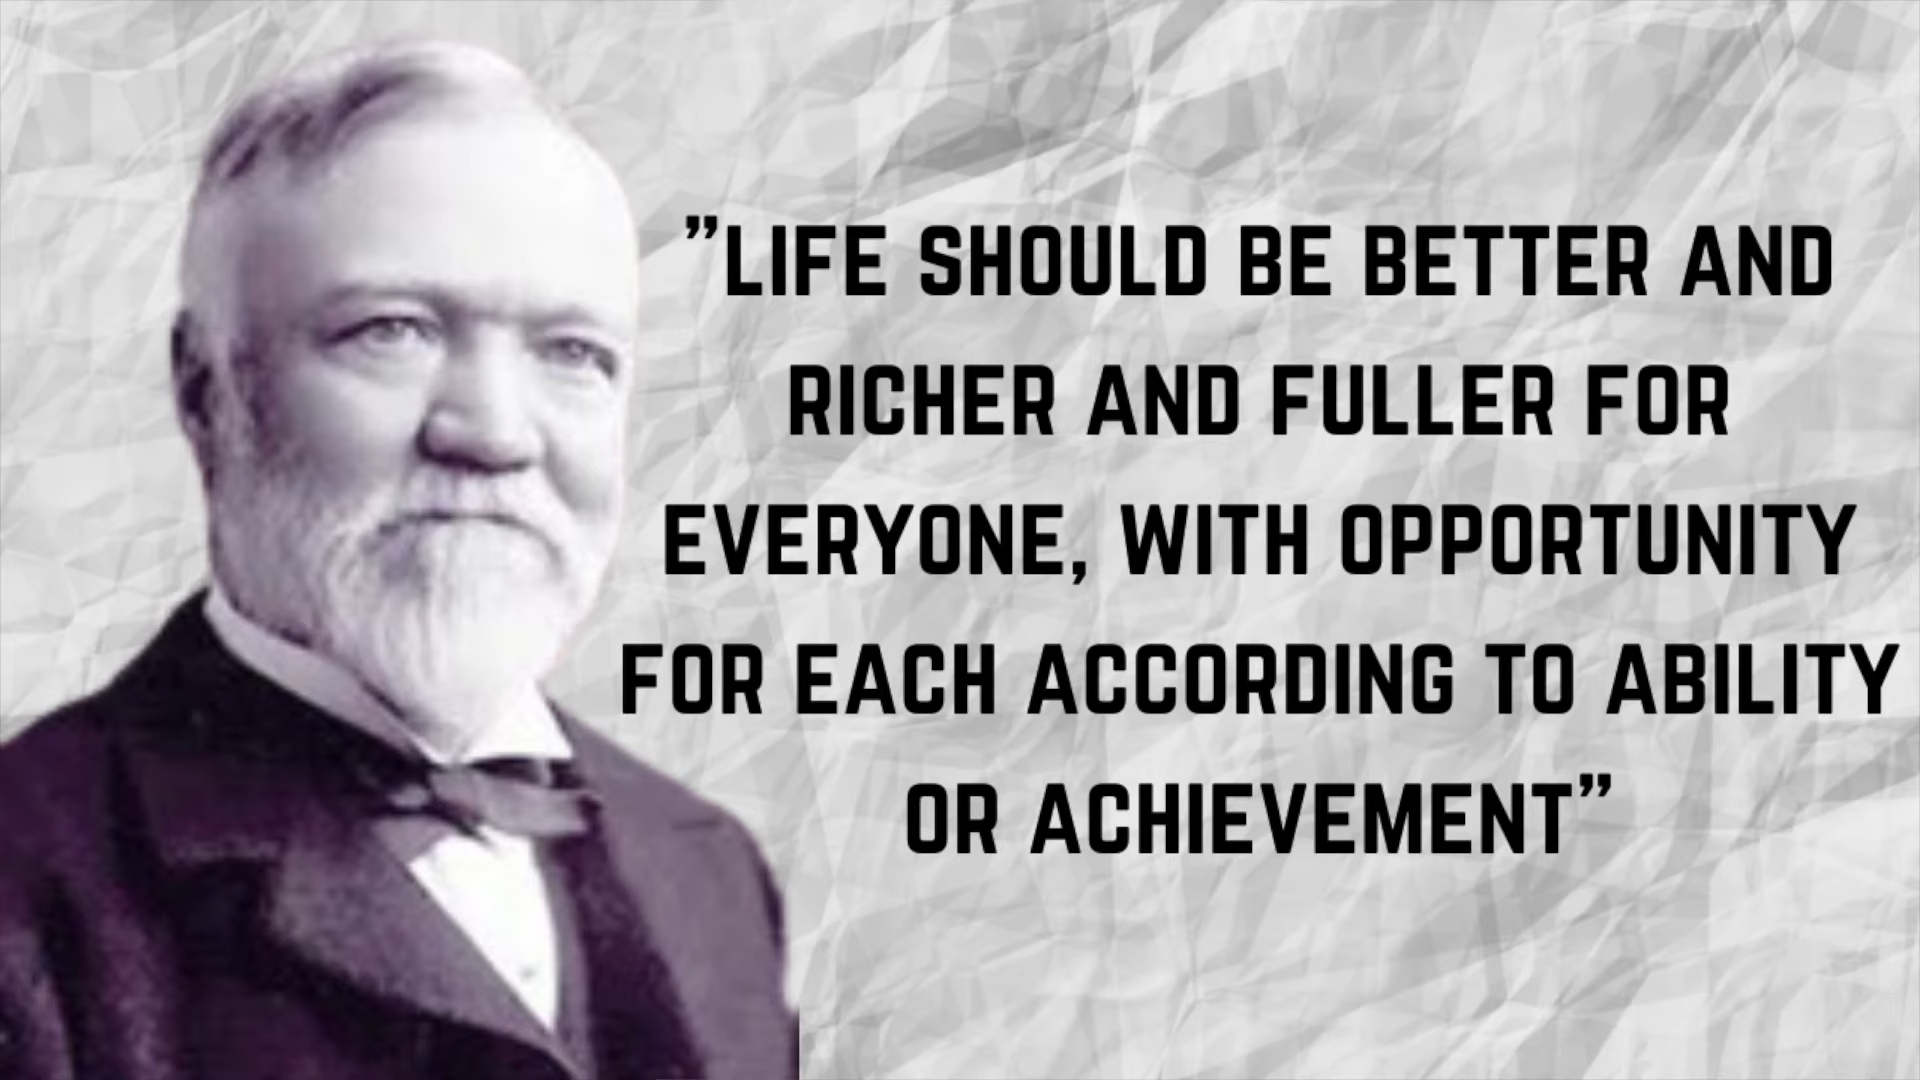 ”LIFE SHOULD BE BETTER AND
RICHER AND FULLER FOR
EVERYONE, WITH OPPORTUNITY
FOR EACH ACCORDING TO ABILITY
OR ACHIEVEMENT”